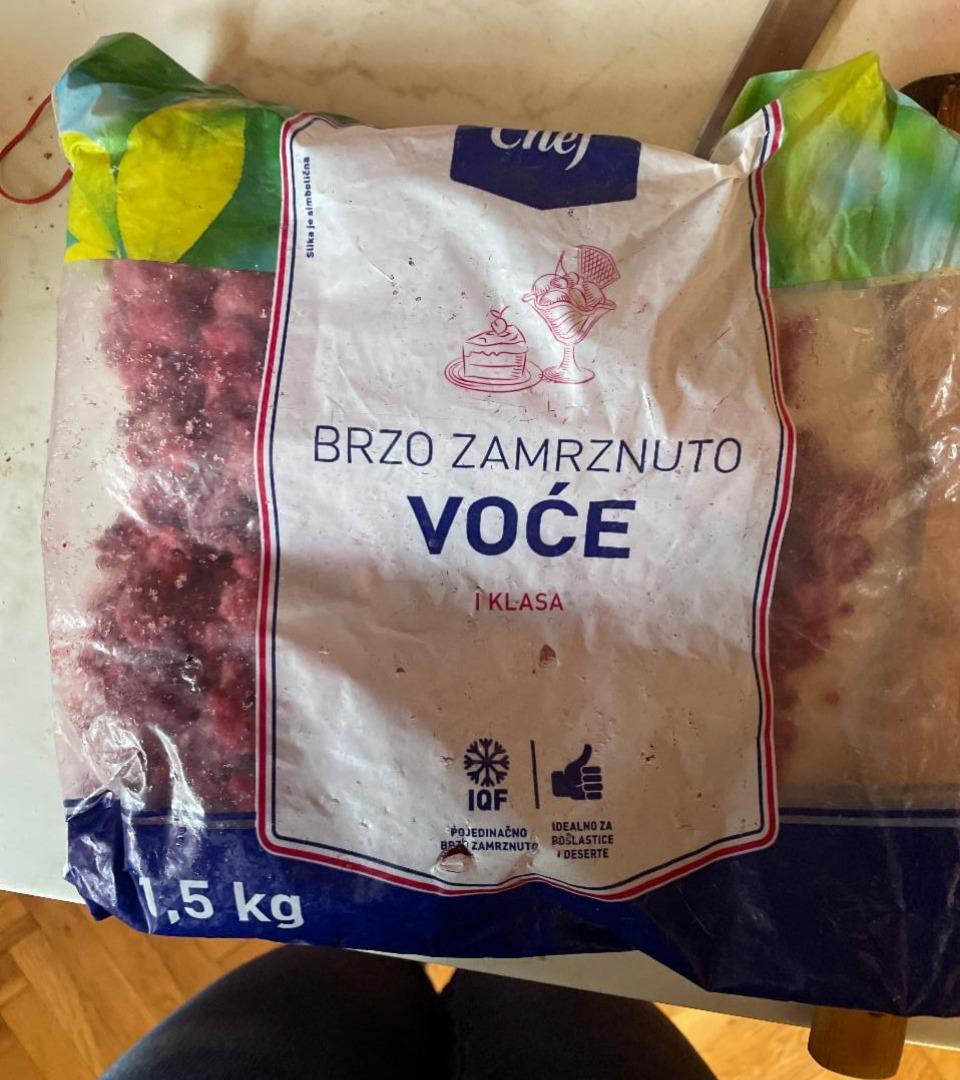 Chef
Slika je simbolična
BRZO ZAMRZNUTO
VOĆE
I KLASA
IQF
POJEDINAČNO
BRZO ZAMRZNUTO
IDEALNO ZA
POSLASTICE
I DESERTE
1,5 kg